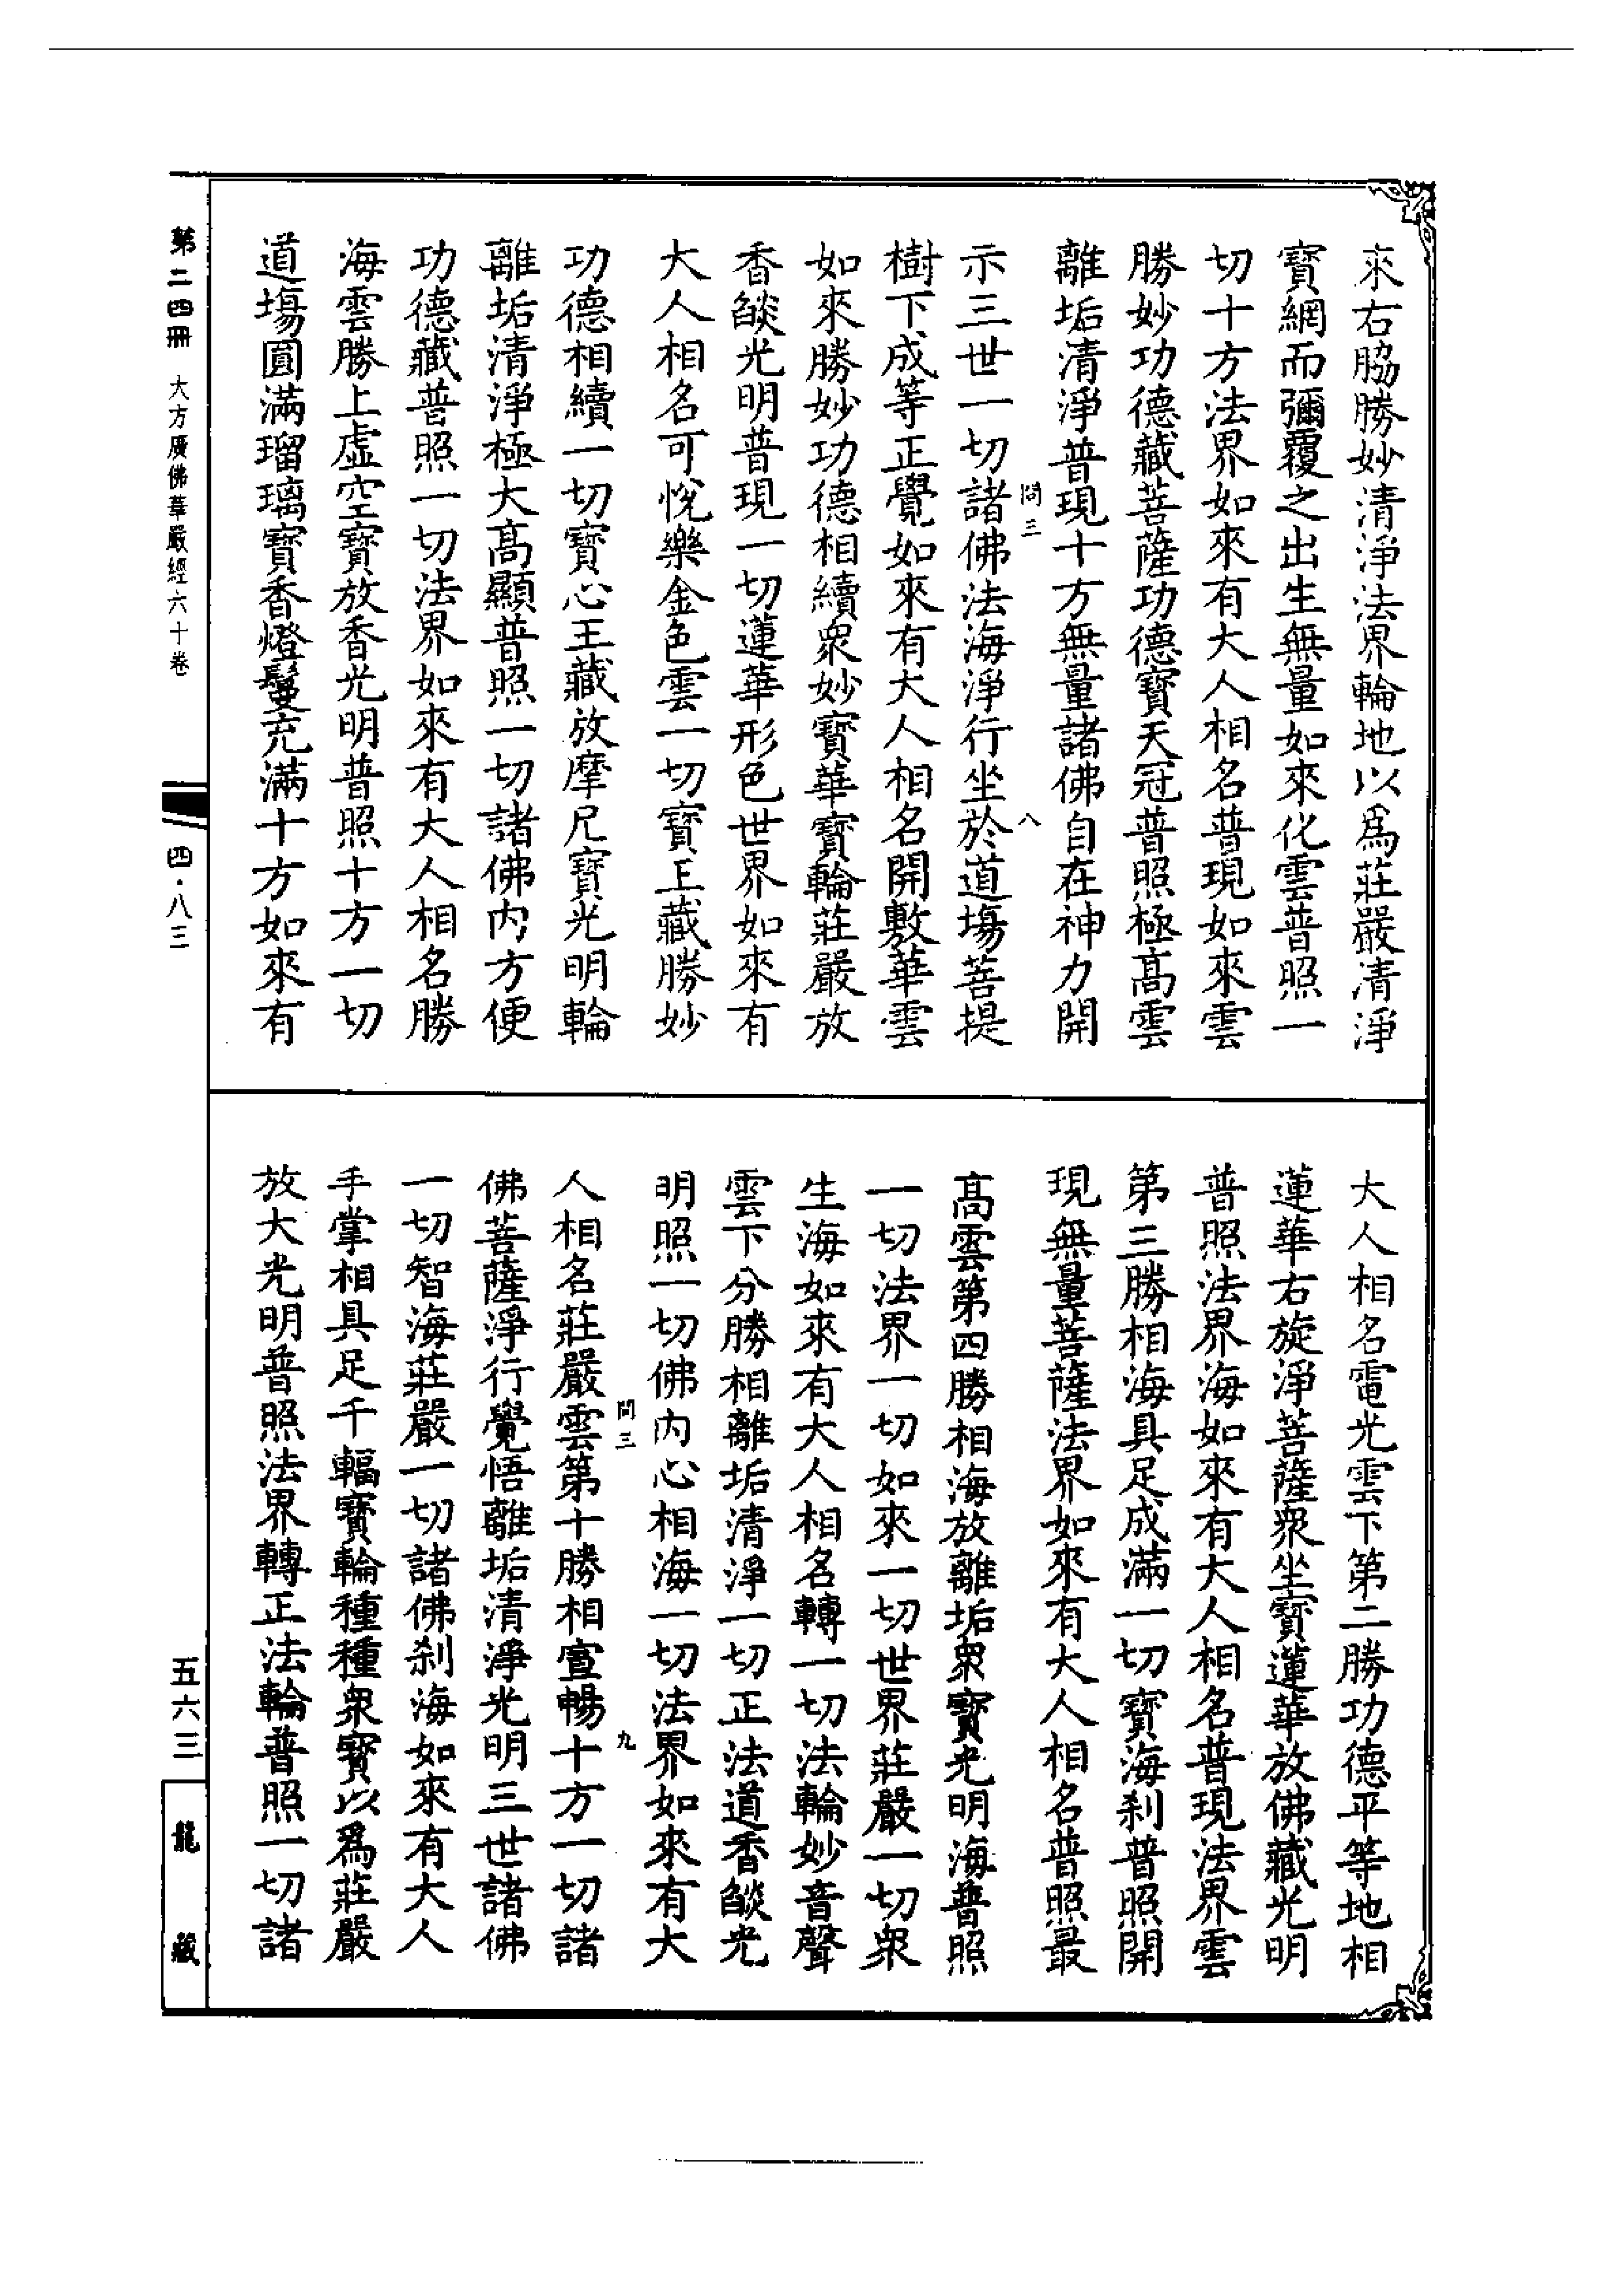 來右脇勝妙清淨法界輪地以爲莊嚴清淨
寶網而彌覆之出生無量如來化雲普照一
切十方法界如來有大人相名普現如來雲
勝妙功德藏菩薩功德寶天冠普照極高雲
離垢清淨普現十方無量諸佛自在神力開
問三 八
示三世一切諸佛法海淨行坐於道塲菩提
樹下成等正覺如來有大人相名開敷華雲
如來勝妙功德相續衆妙寶華寶輪莊嚴放
香燄光明普現一切蓮華形色世界如來有
大人相名可悅樂金色雲一切寶王藏勝妙
功德相續一切寶心王藏放摩尼寶光明輪
離垢清淨極大高顯普照一切諸佛内方便
功德藏普照一切法界如來有大人相名勝
海雲勝上虛空寶放香光明普照十方一切
道塲圓滿瑠璃寶香燈鬘充滿十方如來有
大人相名電光雲下第二勝功德平等地相
蓮華右旋淨菩薩衆坐寶蓮華放佛藏光明
普照法界海如來有大人相名普現法界雲
第三勝相海具足成滿一切寶海刹普照開
現無量菩薩法界如來有大人相名普照最
高雲第四勝相海放離垢衆寶光明海普照
一切法界一切如來一切世界莊嚴一切衆
生海如來有大人相名轉一切法輪妙音聲
雲下分勝相離垢清淨一切正法道香燄光
明照一切佛内心相海一切法界如來有大
問三 九
人相名莊嚴雲第十勝相宣暢十方一切諸
佛菩薩淨行覺悟離垢清淨光明三世諸佛
一切智海莊嚴一切諸佛刹海如來有大人
手掌相具足千輻寶輪種種衆寶以爲莊嚴
放大光明普照法界轉正法輪普照一切諸
第二四冊 大方廣佛華嚴經六十卷
四·八三
五六三
龍藏